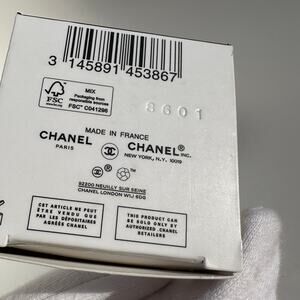 3 145891 453867
MIX
Packaging from
responsible sources
FSC
FSC® C041286
8601
MADE IN FRANCE
CHANEL CHANEL INC.
PARIS NEW YORK, N.Y. 10019
92200 NEUILLY SUR SEINE
CHANEL LONDON W1J 6DG
CET ARTICLE NE PEUT
ÊTRE VENDU QUE
PAR LES DÉPOSITAIRES
AGRÉÉS CHANEL
THIS PRODUCT CAN
BE SOLD ONLY BY
AUTHORIZED CHANEL
RETAILERS